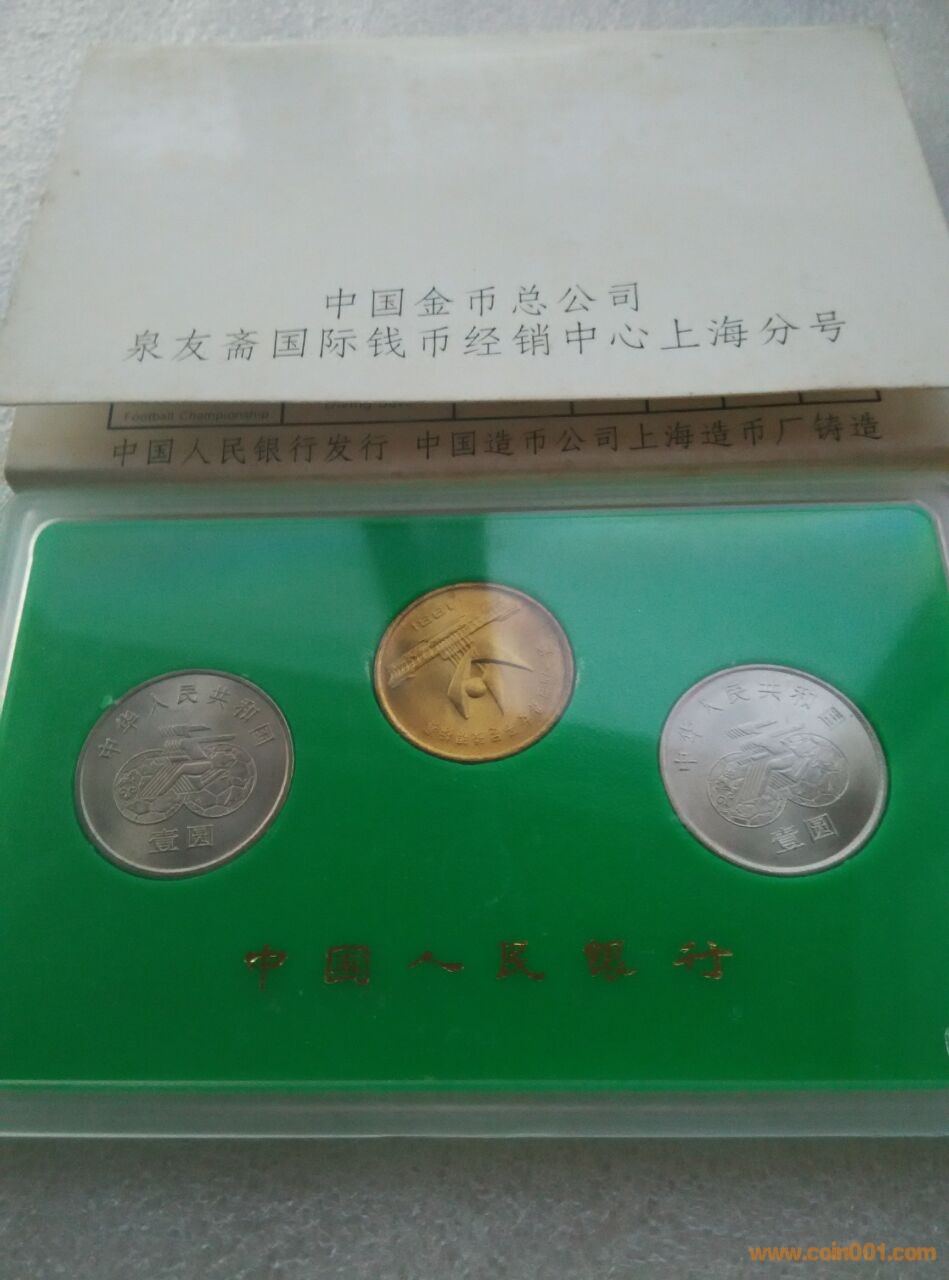 中国金币总公司
泉友斋国际钱币经销中心上海分号
Football Championship
中国人民银行发行 中国造币公司上海造币厂铸造
1991
中华人民共和国
壹圆
中华人民共和国
壹圆
中国人民银行
www.coin001.com